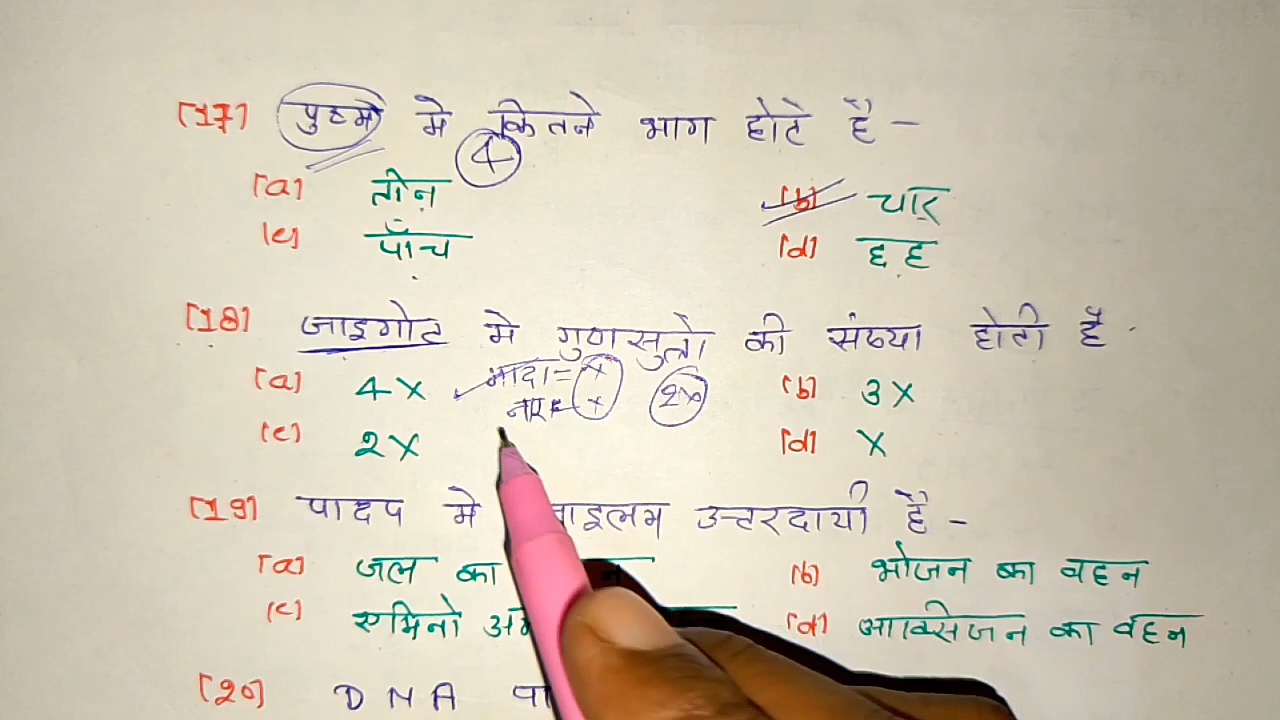 [17] पुष्प मे कितने भाग होते है -
4
[a] तीन [b] चार
[c] पाँच [d] छह
[18] जाइगोट मे गुणसुत्रो की संख्या होती है
[a] 4X मादा = x 2x [b] 3X
नर = x
[c] 2X [d] X
[19] पादप मे जाइलम उत्तरदायी है -
[a] जल का [b] भोजन का वहन
[c] एमिनो [d] आक्सिजन का वहन
[20] DNA